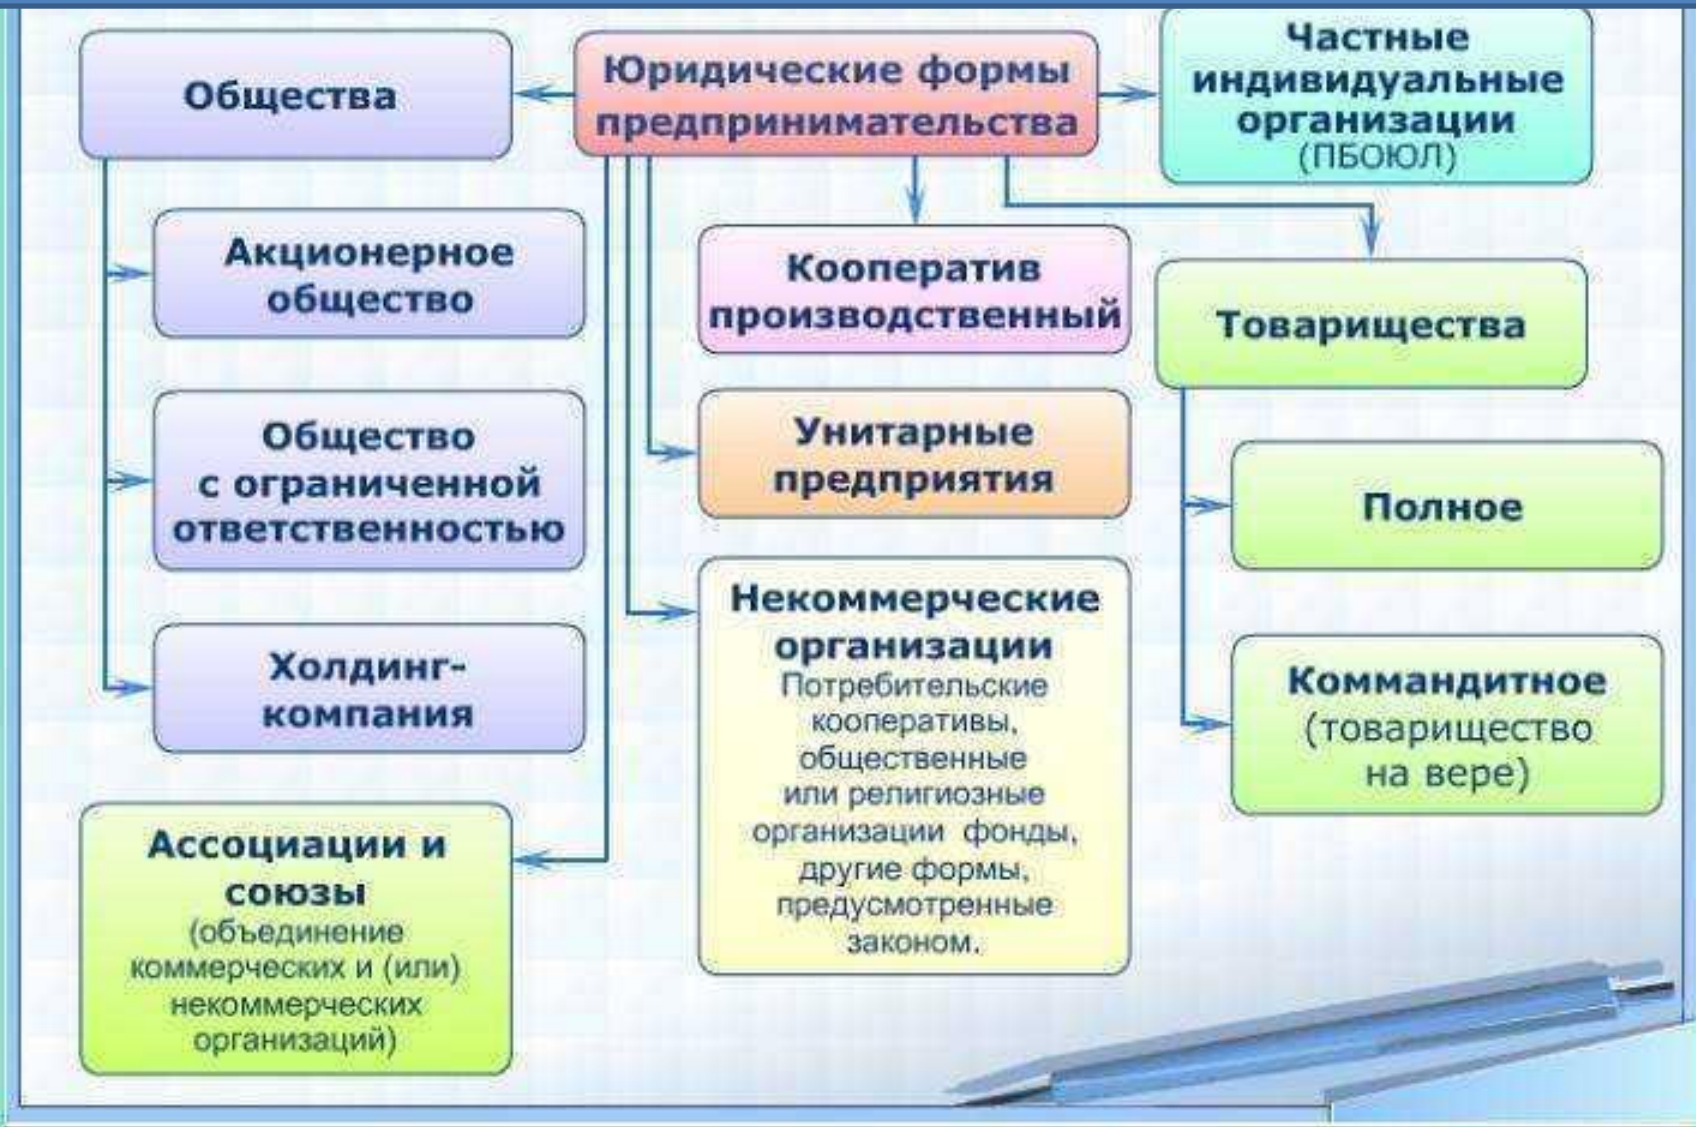 Юридические формы
предпринимательства
Общества
Акционерное
общество
Общество
с ограниченной
ответственностью
Холдинг-
компания
Ассоциации и
союзы
(объединение
коммерческих и (или)
некоммерческих
организаций)
Кооператив
производственный
Унитарные
предприятия
Некоммерческие
организации
Потребительские
кооперативы,
общественные
или религиозные
организации фонды,
другие формы,
предусмотренные
законом.
Частные
индивидуальные
организации
(ПБОЮЛ)
Товарищества
Полное
Коммандитное
(товарищество
на вере)